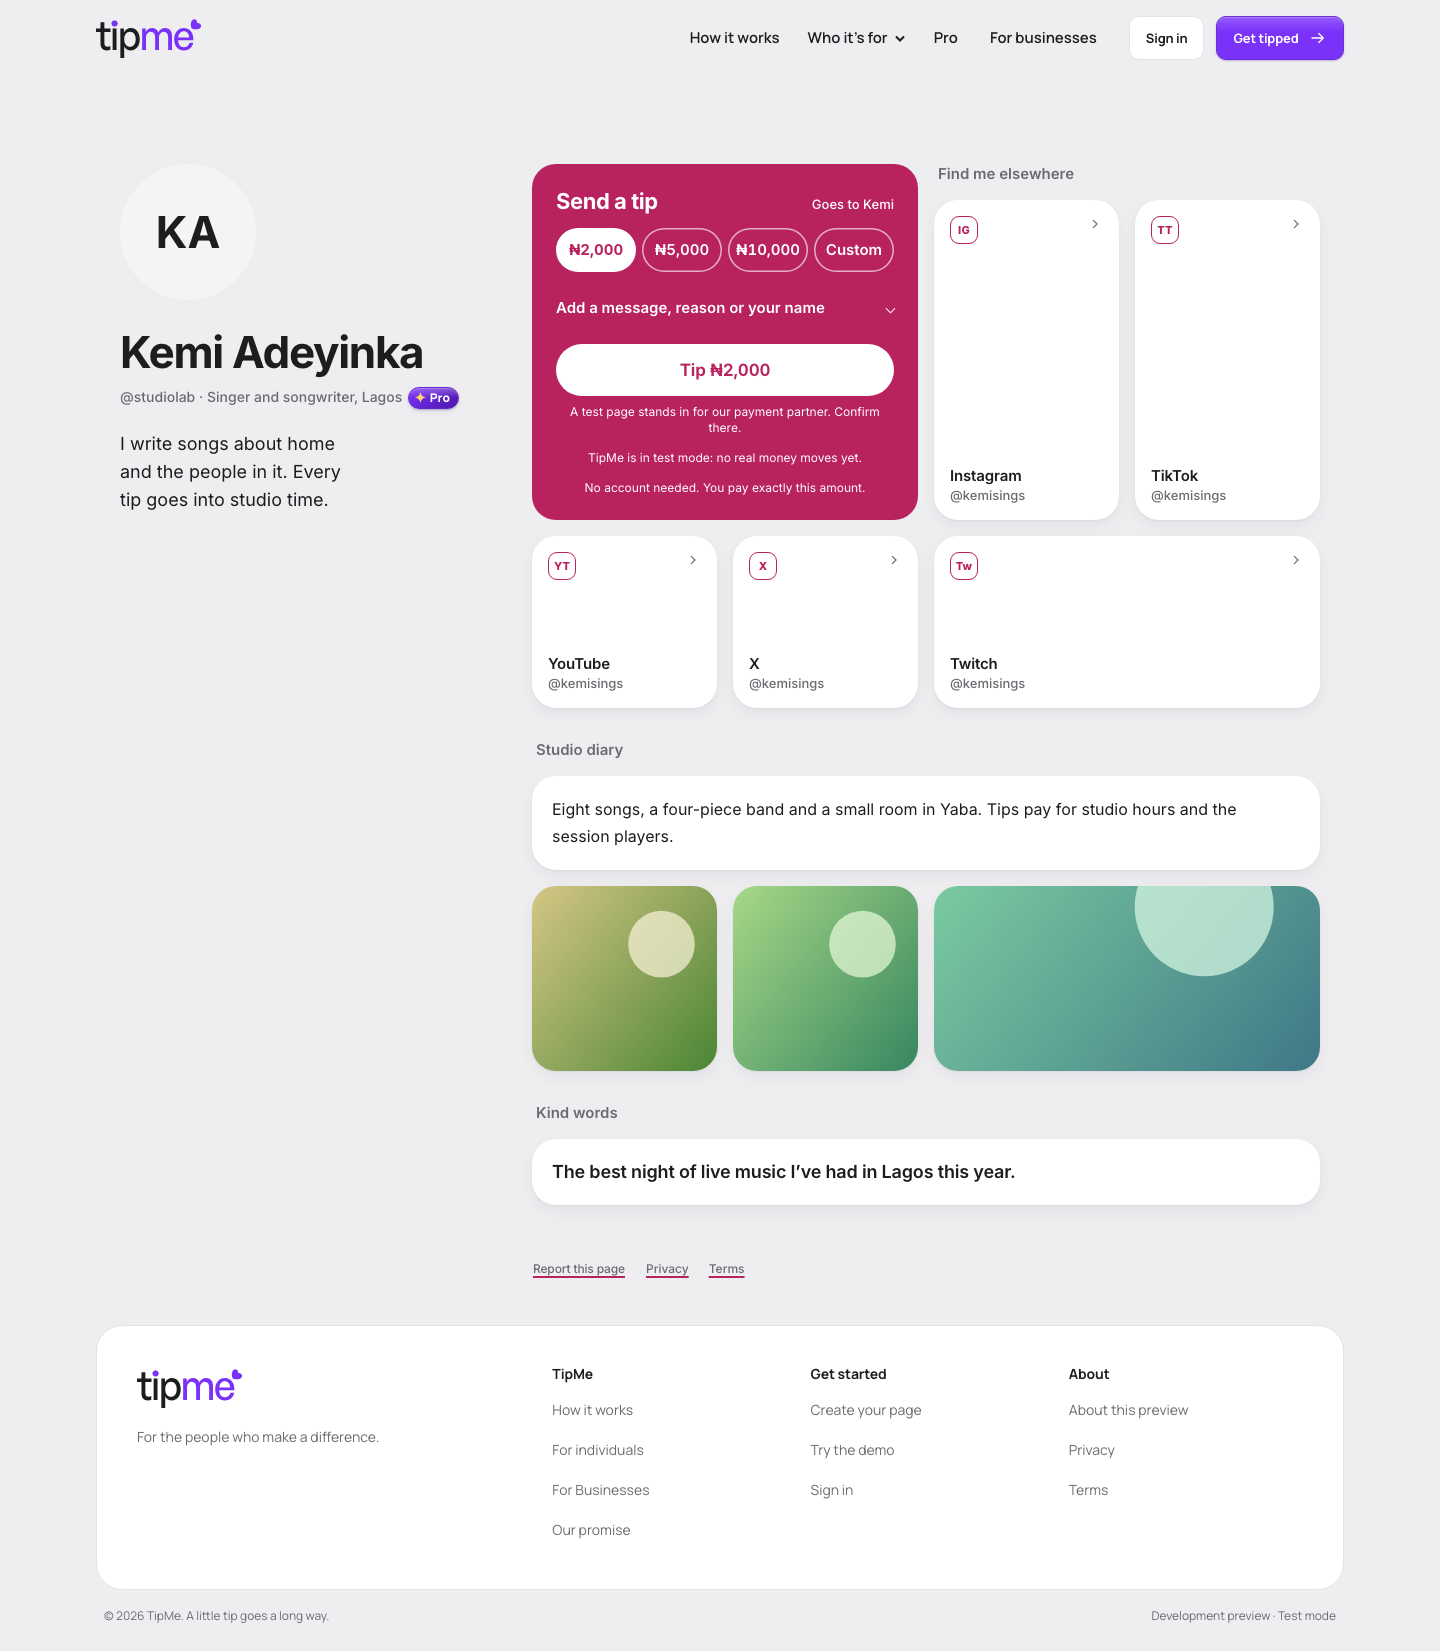 tipme
How it works
Who it's for
Pro
For businesses
Sign in
Get tipped
KA
Kemi Adeyinka
@studiolab · Singer and songwriter, Lagos
Pro
I write songs about home
and the people in it. Every
tip goes into studio time.
Send a tip
Goes to Kemi
₦2,000
₦5,000
₦10,000
Custom
Add a message, reason or your name
Tip ₦2,000
A test page stands in for our payment partner. Confirm
there.
TipMe is in test mode: no real money moves yet.
No account needed. You pay exactly this amount.
Find me elsewhere
IG
Instagram
@kemisings
TT
TikTok
@kemisings
YT
YouTube
@kemisings
X
X
@kemisings
Tw
Twitch
@kemisings
Studio diary
Eight songs, a four-piece band and a small room in Yaba. Tips pay for studio hours and the
session players.
Kind words
The best night of live music I’ve had in Lagos this year.
Report this page
Privacy
Terms
tipme
For the people who make a difference.
TipMe
How it works
For individuals
For Businesses
Our promise
Get started
Create your page
Try the demo
Sign in
About
About this preview
Privacy
Terms
© 2026 TipMe. A little tip goes a long way.
Development preview · Test mode